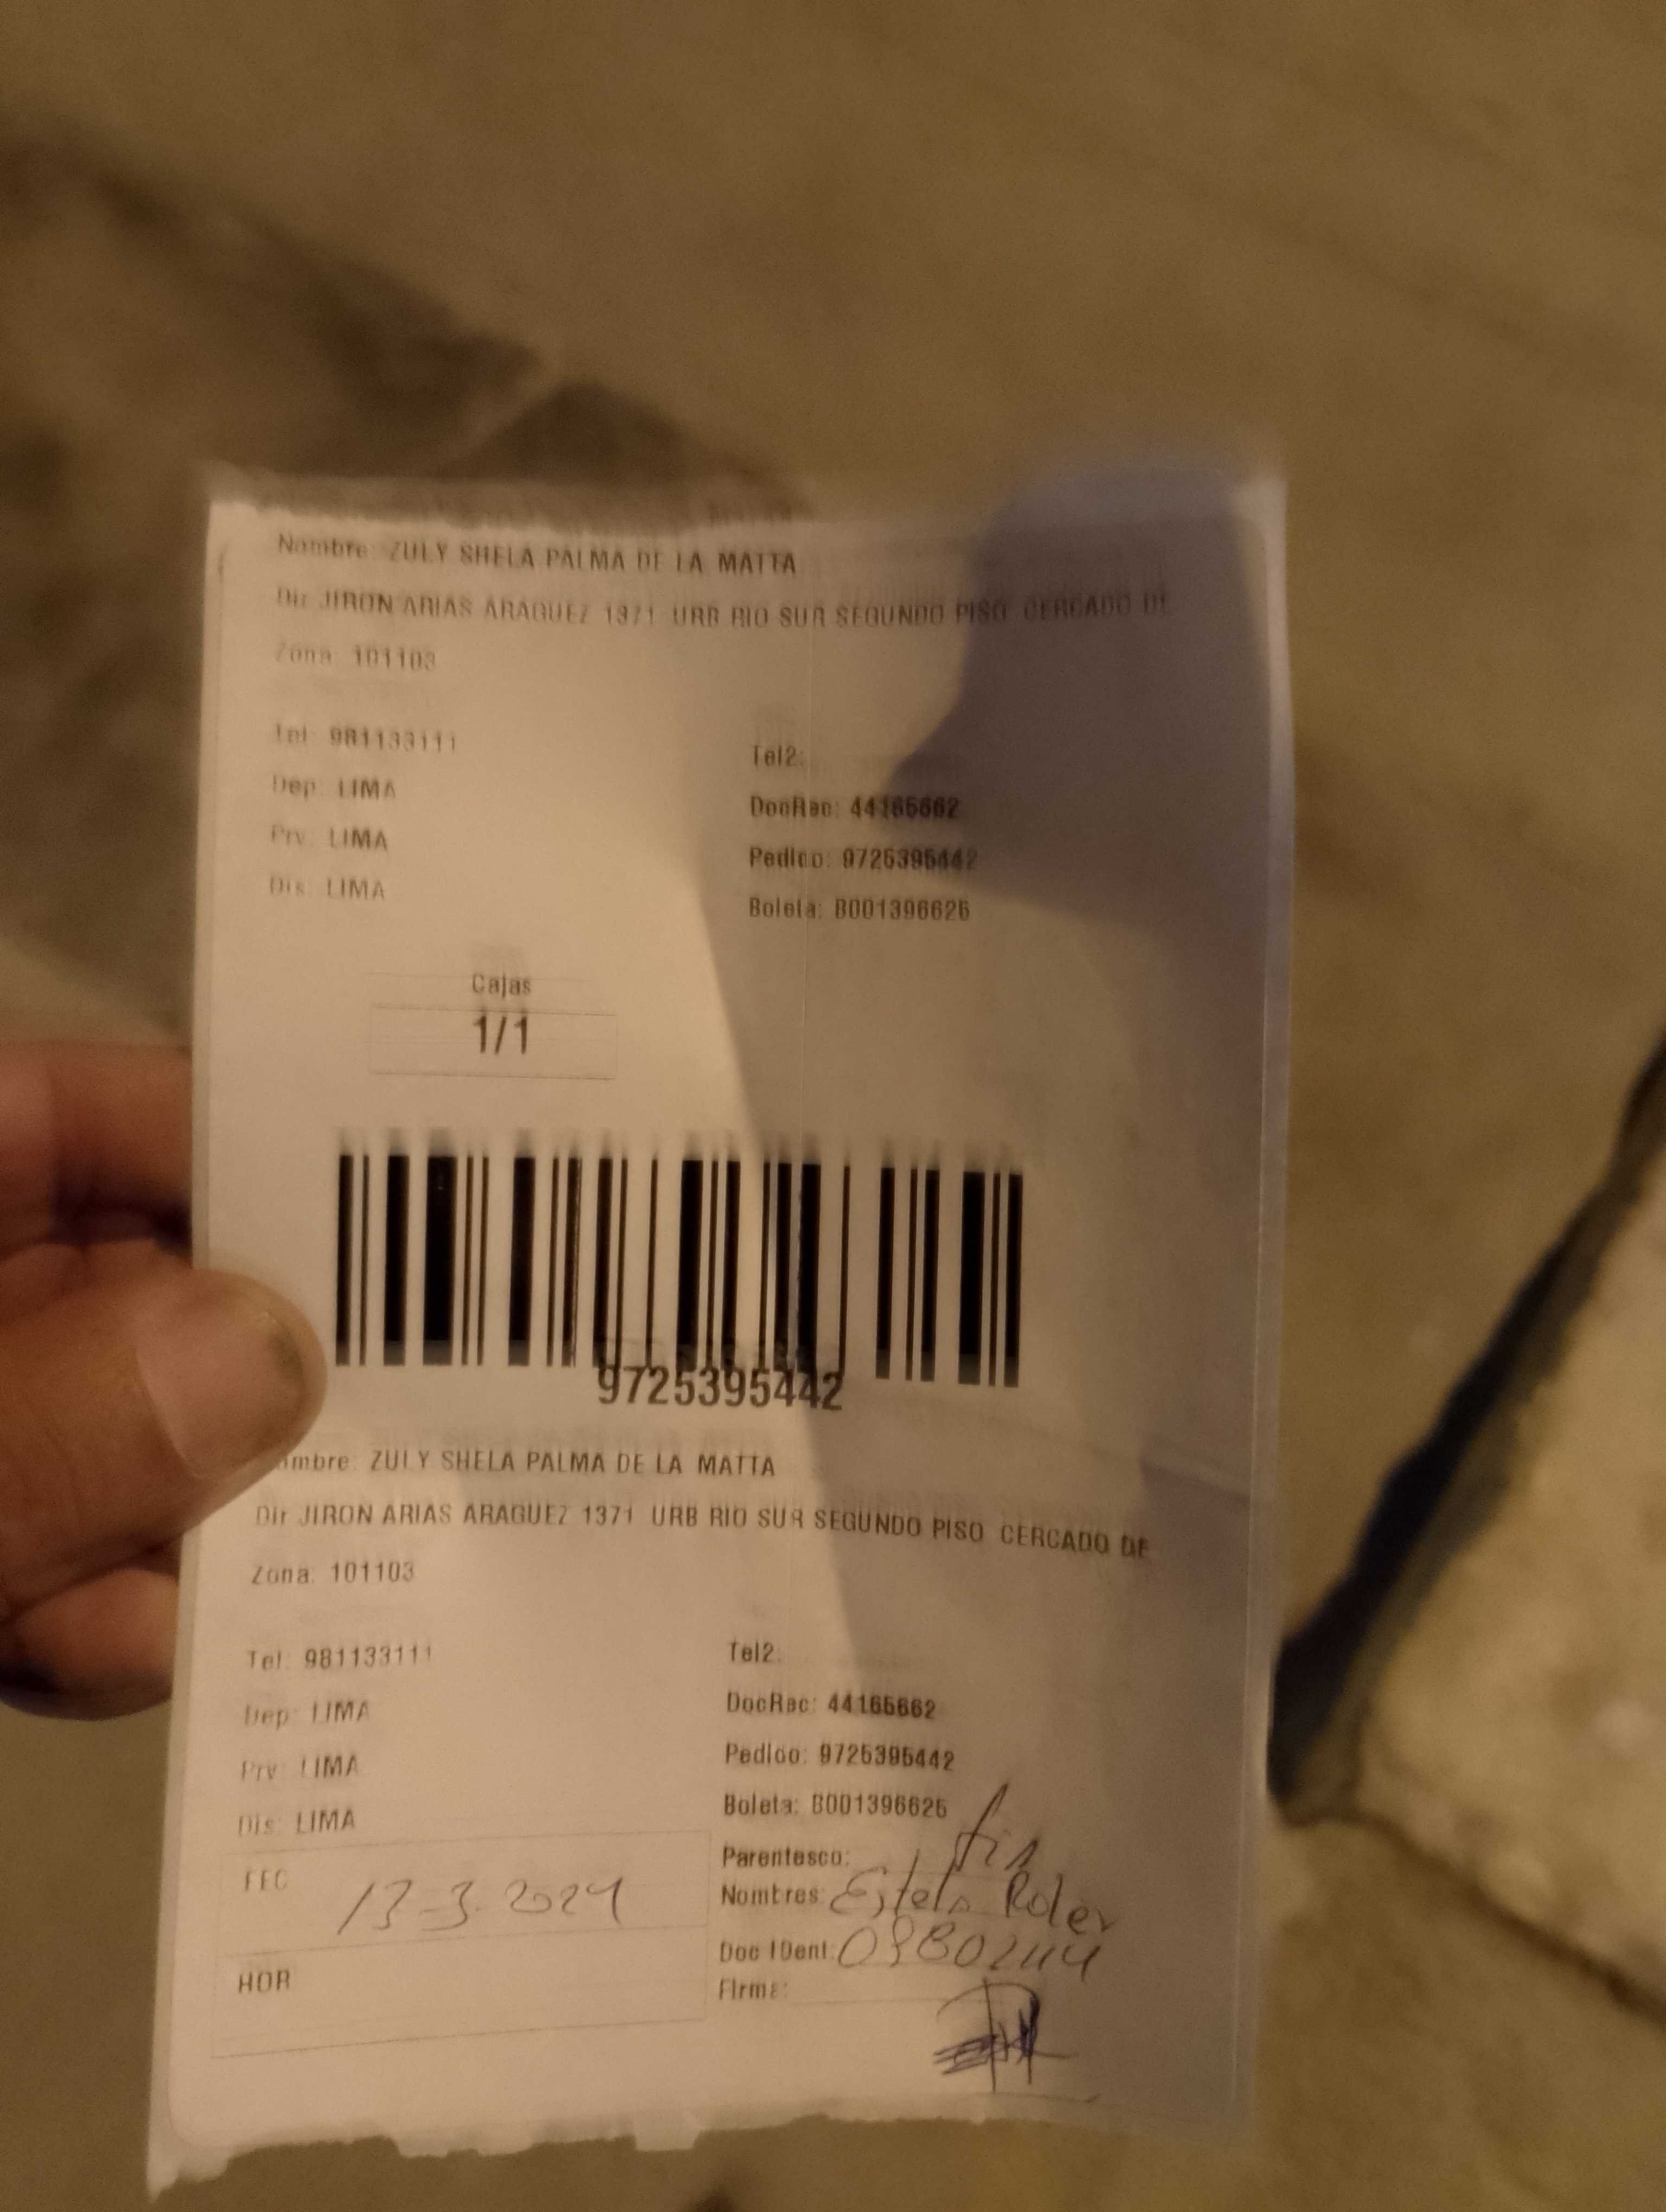 Nombre: ZULY SHELA PALMA DE LA MATTA
Dir JIRON ARIAS ARAGUEZ 1371 URB RIO SUR SEGUNDO PISO CERCADO DE
Zona: 101103
Tel: 981133111
Tel2:
Dep: LIMA
DocRec: 44165662
Prv: LIMA
Pedido: 9725395442
Dis: LIMA
Boleta: B001396625
Cajas
1/1
9725395442
mbre: ZULY SHELA PALMA DE LA MATTA
Dir JIRON ARIAS ARAGUEZ 1371 URB RIO SUR SEGUNDO PISO CERCADO DE
Zona: 101103
Tel: 981133111
Tel2:
Dep: LIMA
DocRec: 44165662
Prv: LIMA
Pedido: 9725395442
Dis: LIMA
Boleta: B001396625
Parentesco:
FEC 13-3-2024
Nombres: Estela
Doc IDent:
HOR
Firma: